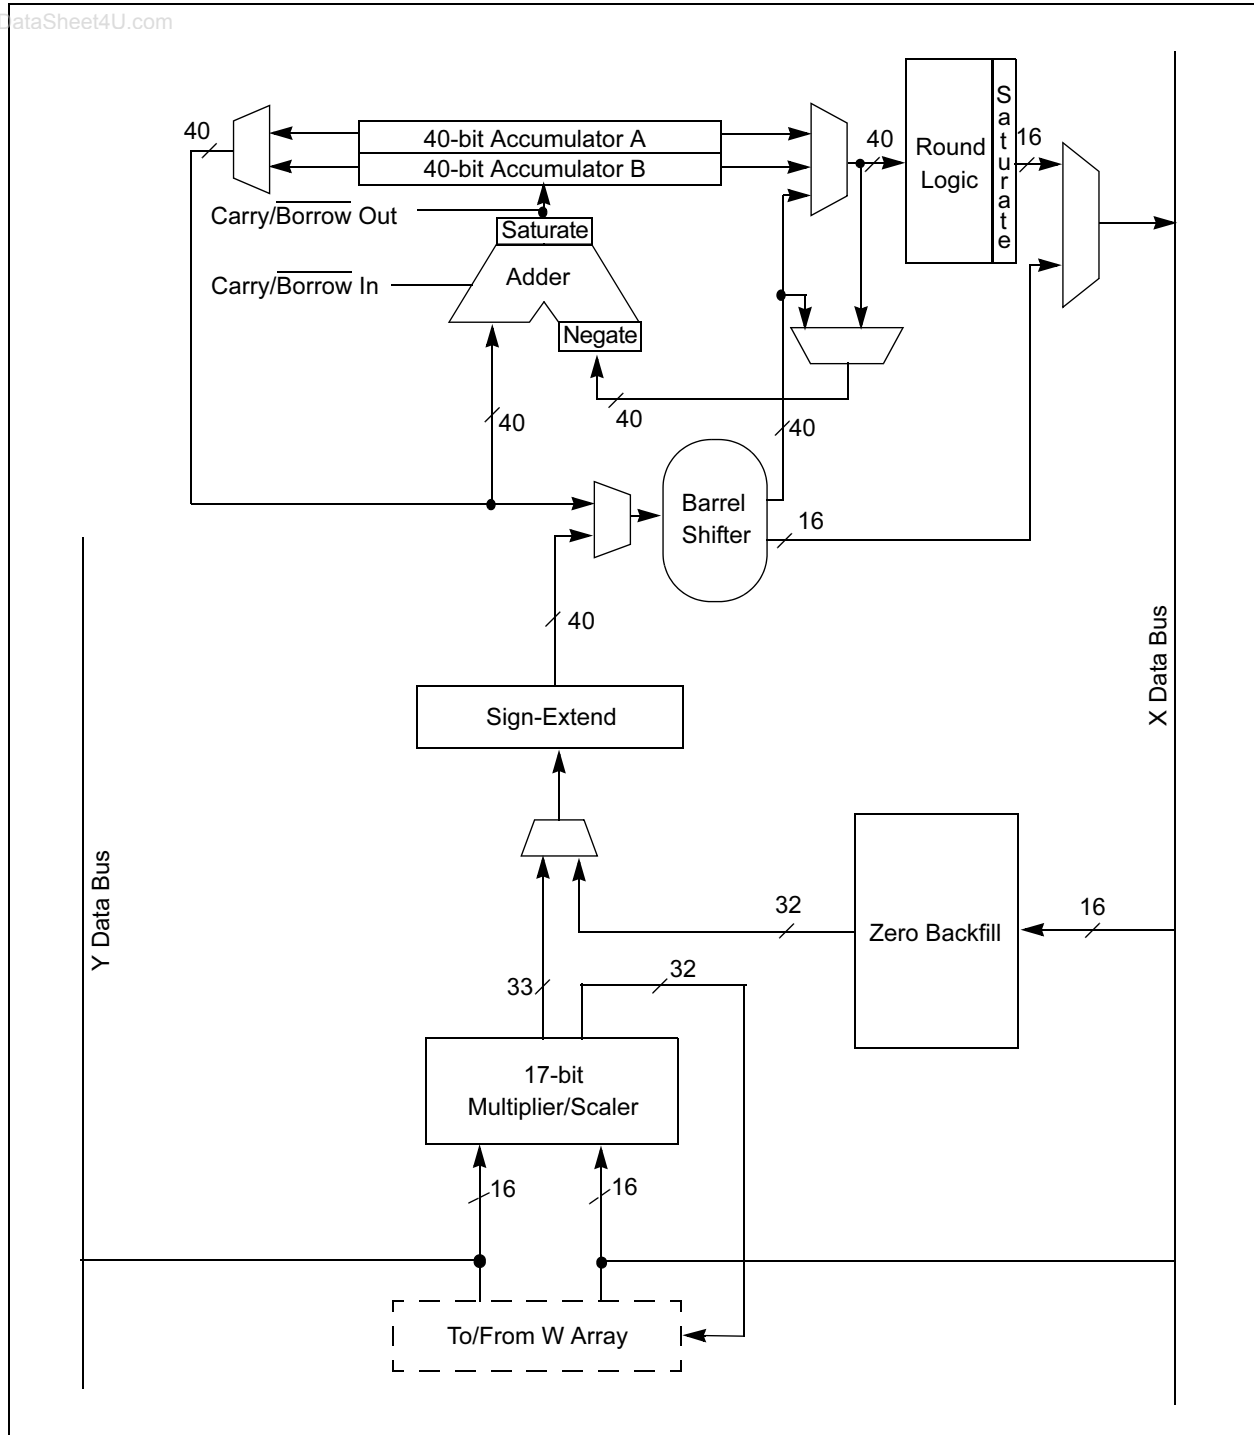 DataSheet4U.com
40
40-bit Accumulator A
40-bit Accumulator B
40
Round
Logic
Saturate
16
Carry/Borrow Out
Saturate
Carry/Borrow In
Adder
Negate
40
40
40
Barrel
Shifter
16
40
Sign-Extend
X Data Bus
Y Data Bus
32
Zero Backfill
16
33
32
17-bit
Multiplier/Scaler
16
16
To/From W Array